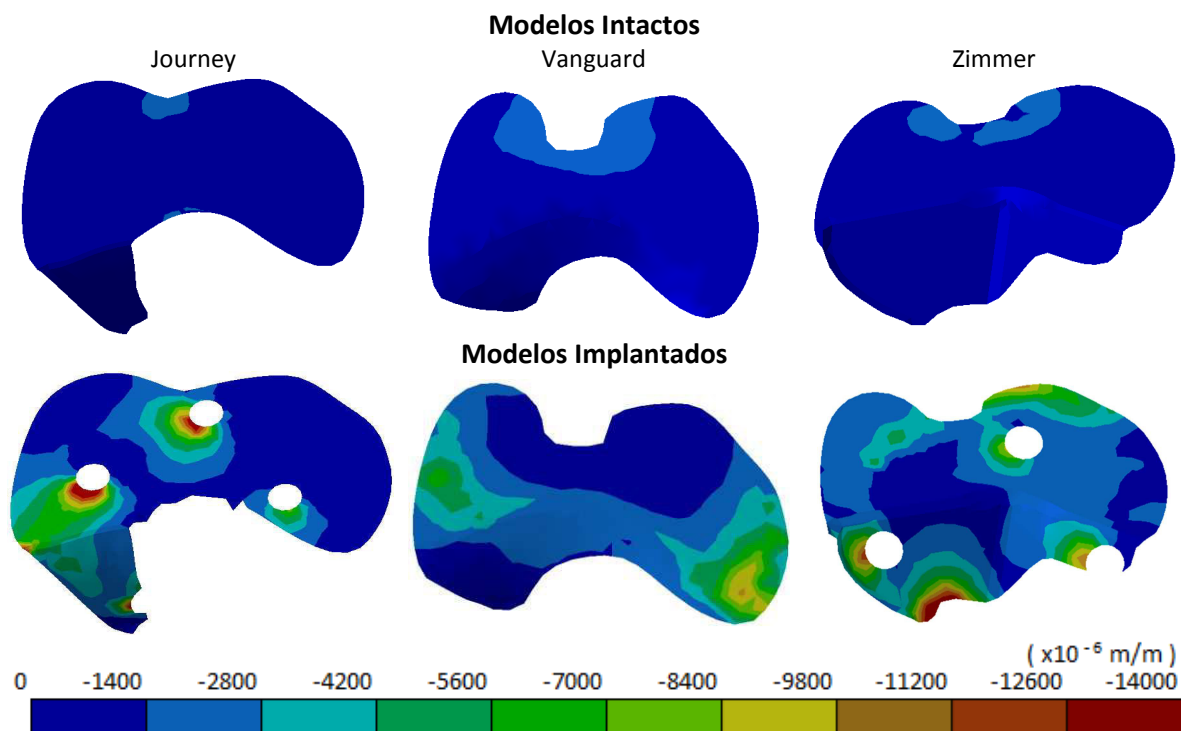 Modelos Intactos
Journey Vanguard Zimmer
Modelos Implantados
( x10 -6 m/m )
0 -1400 -2800 -4200 -5600 -7000 -8400 -9800 -11200 -12600 -14000